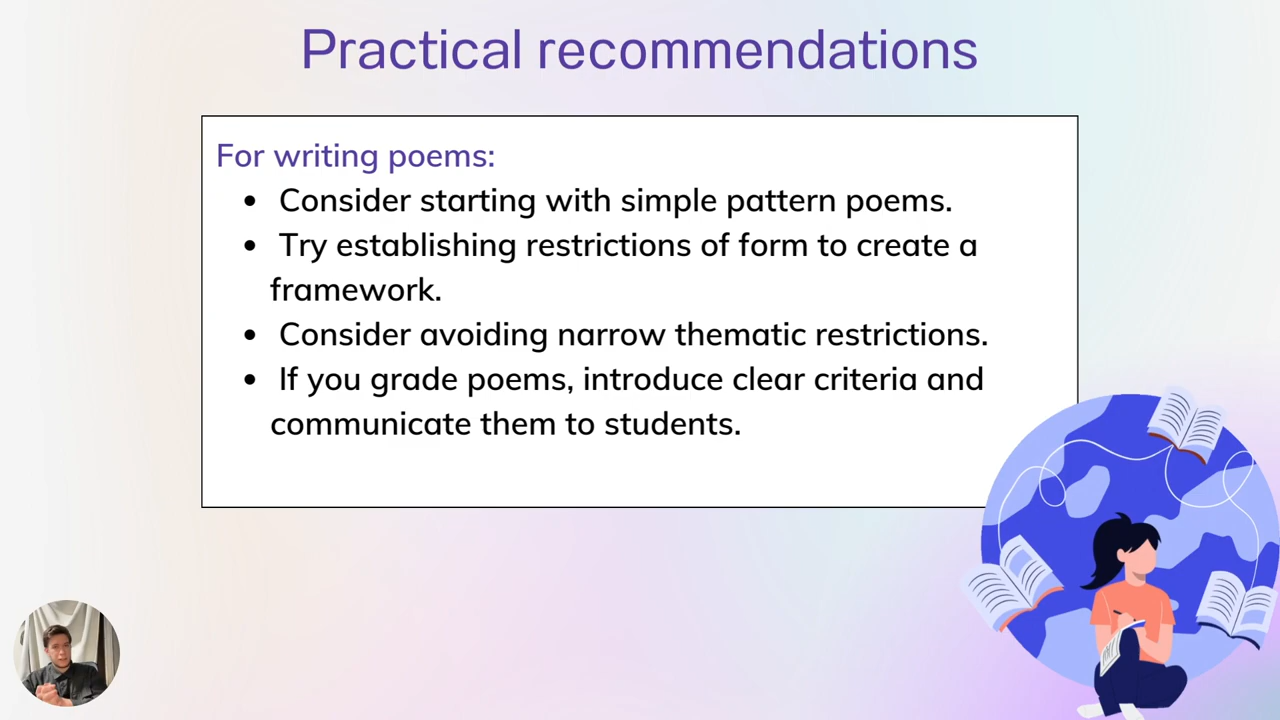 Practical recommendations
For writing poems:
• Consider starting with simple pattern poems.
• Try establishing restrictions of form to create a
framework.
• Consider avoiding narrow thematic restrictions.
• If you grade poems, introduce clear criteria and
communicate them to students.